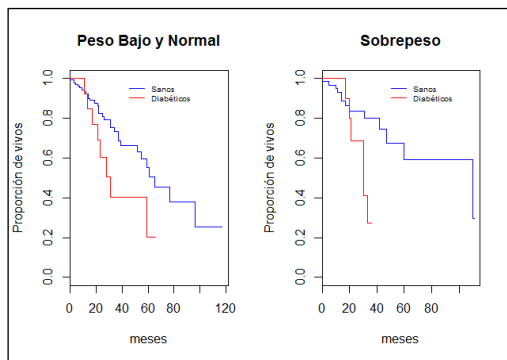 Peso Bajo y Normal
Proporción de vivos
1.0
0.8
0.6
0.4
0.2
0.0
Sanos
Diabéticos
0 20 40 60 80 120
meses
Sobrepeso
Proporción de vivos
1.0
0.8
0.6
0.4
0.2
0.0
Sanos
Diabéticos
0 20 40 60 80
meses